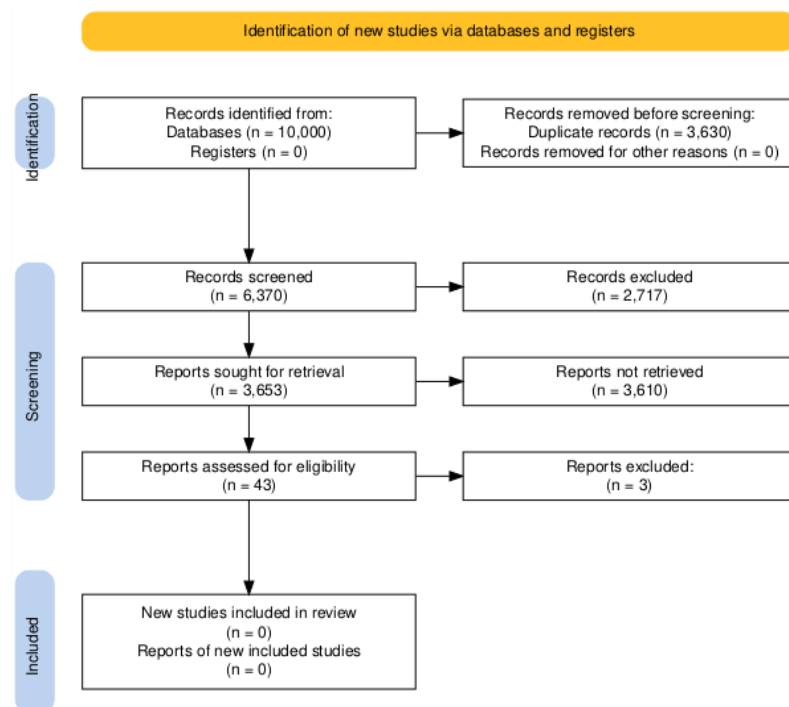 Identification of new studies via databases and registers
Identification
Records identified from:
Databases (n = 10,000)
Registers (n = 0)
Records removed before screening:
Duplicate records (n = 3,630)
Records removed for other reasons (n = 0)
Screening
Records screened
(n = 6,370)
Records excluded
(n = 2,717)
Reports sought for retrieval
(n = 3,653)
Reports not retrieved
(n = 3,610)
Reports assessed for eligibility
(n = 43)
Reports excluded:
(n = 3)
Included
New studies included in review
(n = 0)
Reports of new included studies
(n = 0)